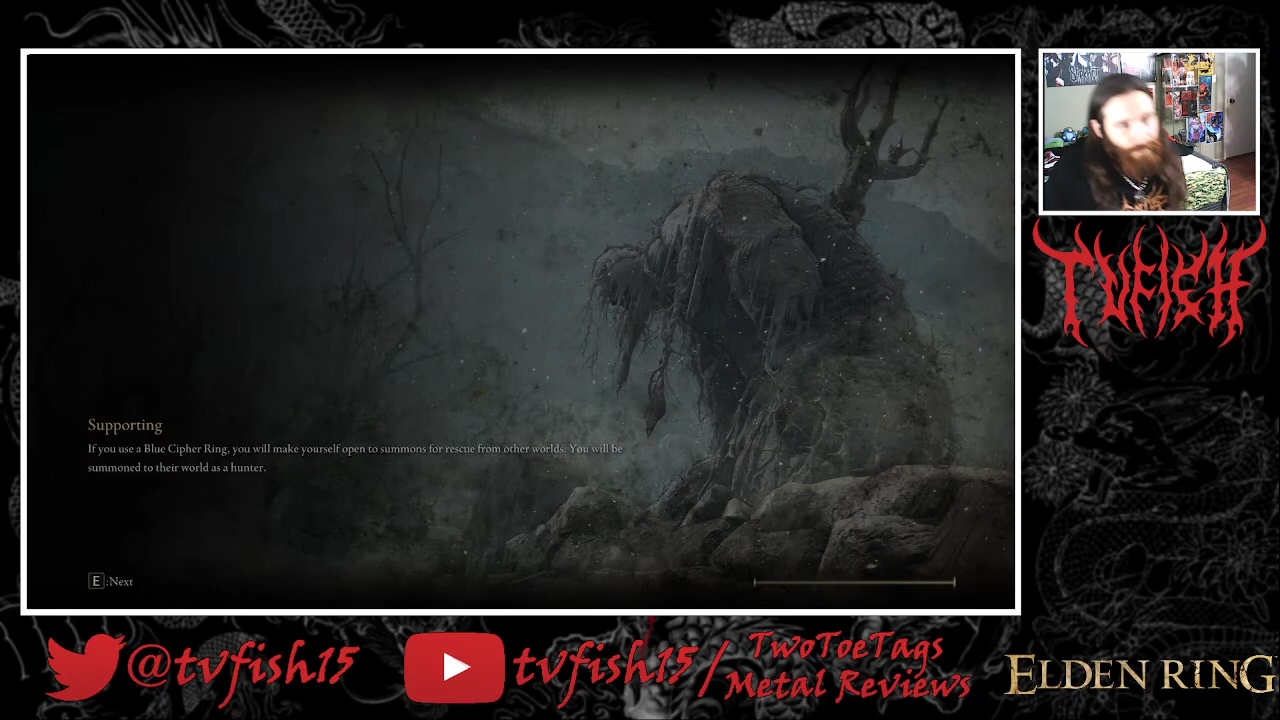 Slipknot
TVFISH
Supporting
If you use a Blue Cipher Ring, you will make yourself open to summons for rescue from other worlds. You will be
summoned to their world as a hunter.
E:Next
@tvfish15
tvfish15 / TwoToeTags
Metal Reviews
ELDEN RING